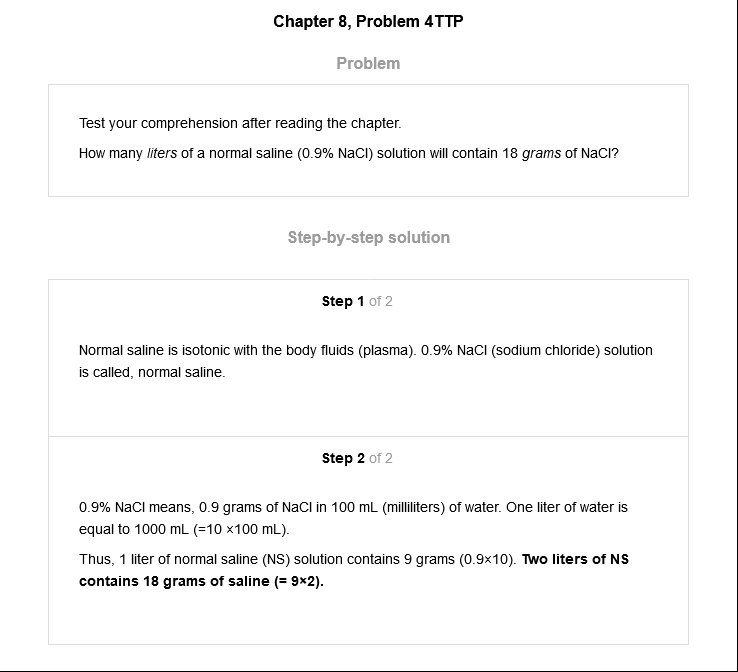 Chapter 8, Problem 4TTP
Problem
Test your comprehension after reading the chapter.
How many liters of a normal saline (0.9% NaCl) solution will contain 18 grams of NaCl?
Step-by-step solution
Step 1 of 2
Normal saline is isotonic with the body fluids (plasma). 0.9% NaCl (sodium chloride) solution
is called, normal saline.
Step 2 of 2
0.9% NaCl means, 0.9 grams of NaCl in 100 mL (milliliters) of water. One liter of water is
equal to 1000 mL (=10 ×100 mL).
Thus, 1 liter of normal saline (NS) solution contains 9 grams (0.9×10). Two liters of NS
contains 18 grams of saline (= 9×2).